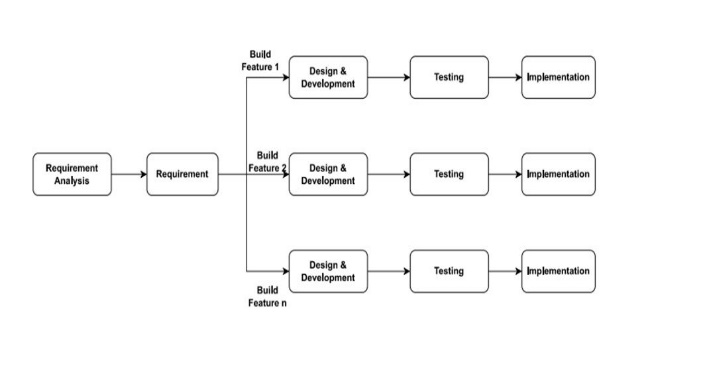 Build
Feature 1
Design &
Development
Testing
Implementation
Requirement
Analysis
Requirement
Build
Feature 2
Design &
Development
Testing
Implementation
Design &
Development
Testing
Implementation
Build
Feature n